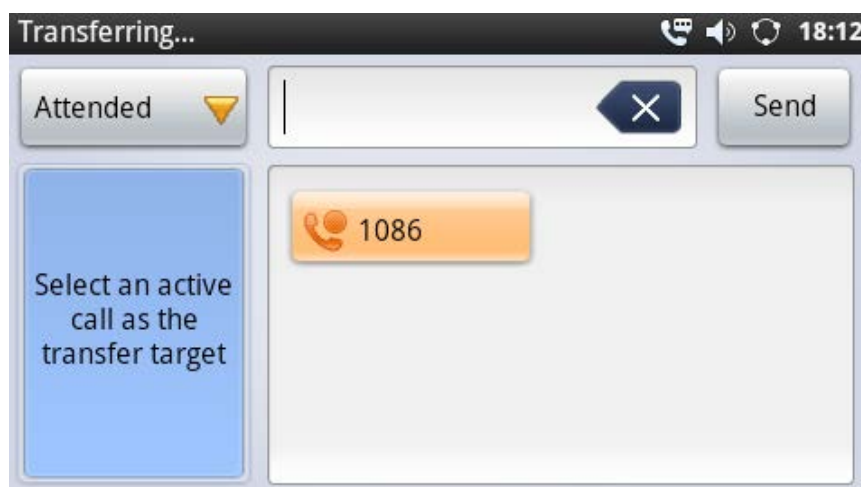 Transferring...
18:12
Attended
Send
1086
Select an active
call as the
transfer target